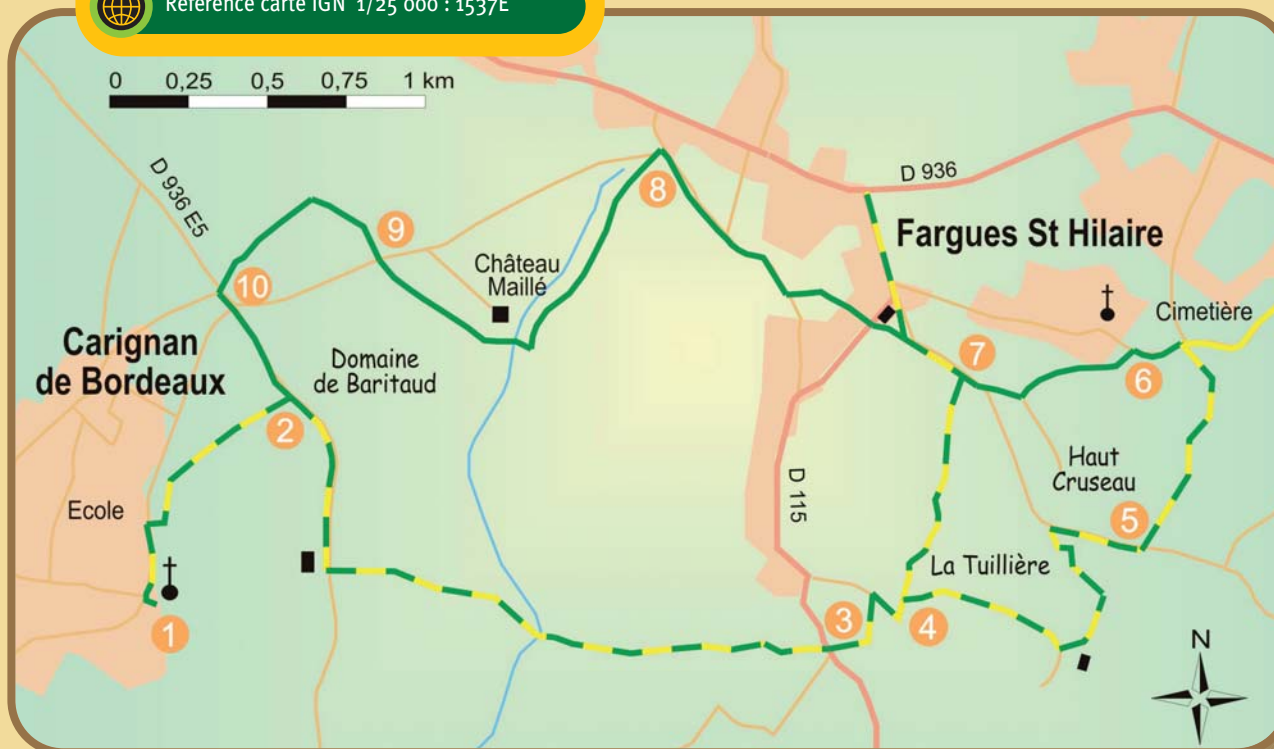 Référence carte IGN 1/25 000 : 1537E
0 0,25 0,5 0,75 1 km
D 936 E5
D 936
8
Fargues St Hilaire
9
Château
Maillé
10
Cimetière
Carignan
de Bordeaux
Domaine
de Baritaud
7
6
2
Haut
Cruseau
D 115
Ecole
5
La Tuillière
1
3
4
N